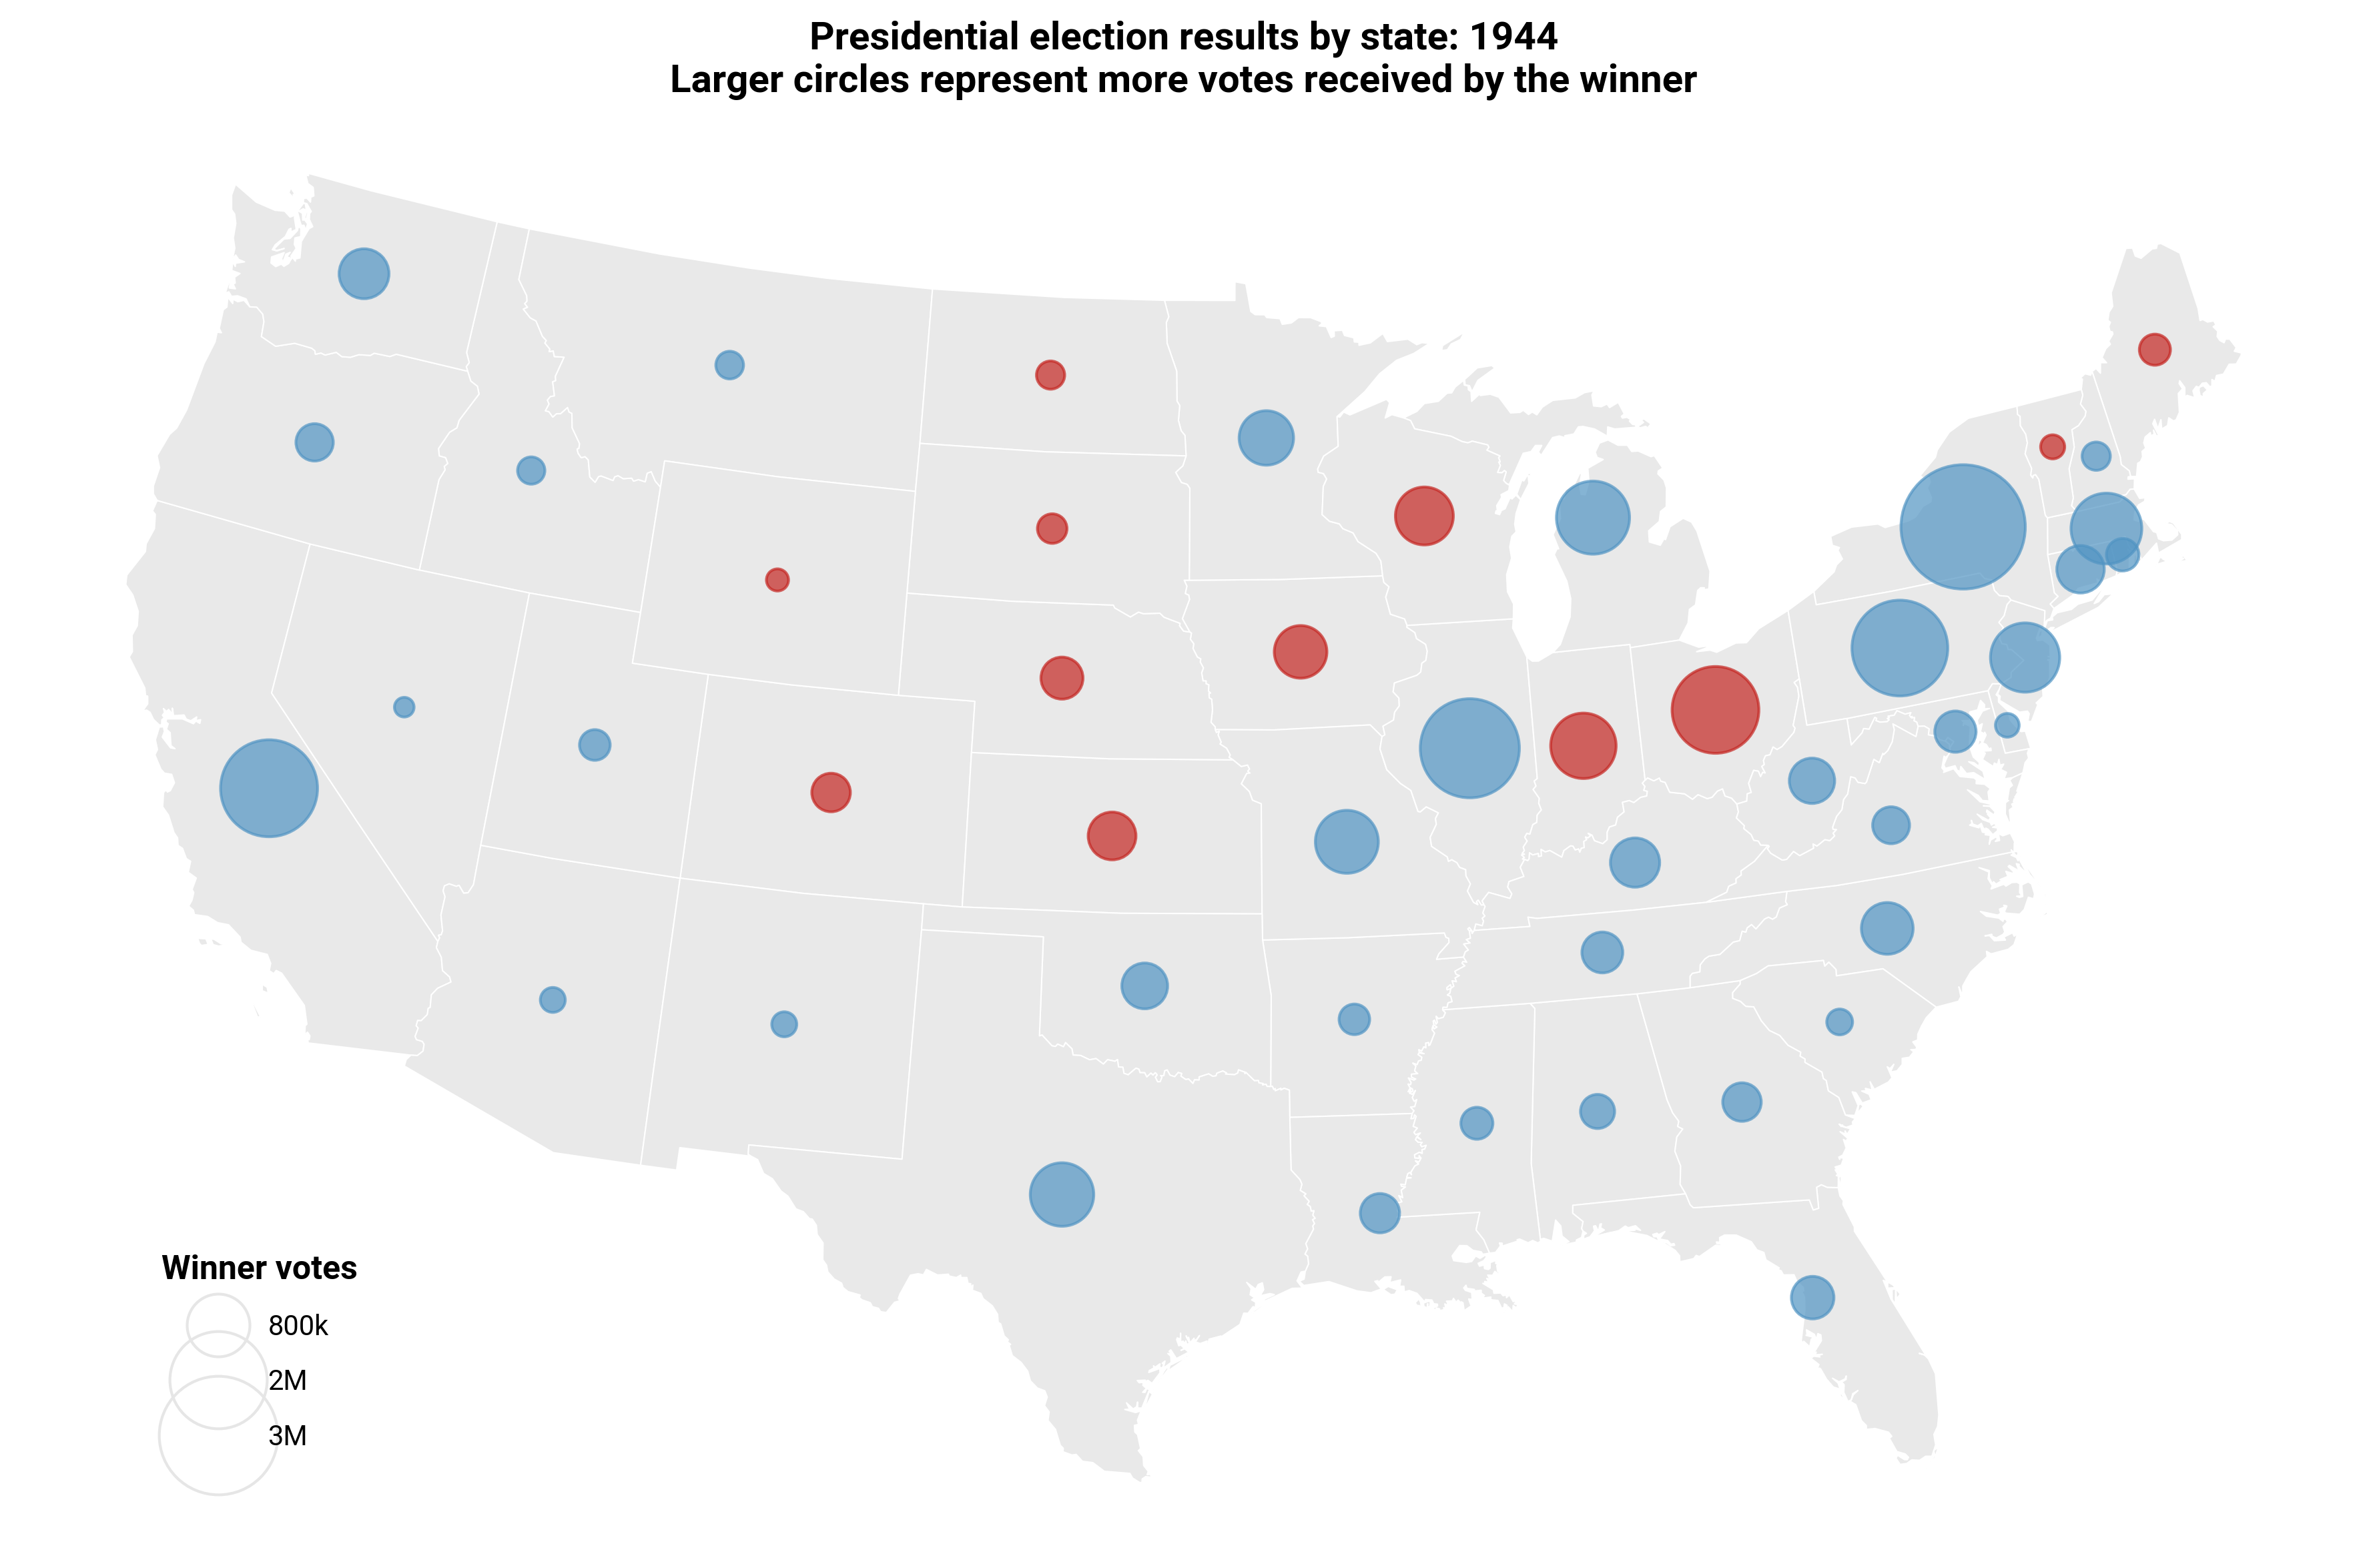 Presidential election results by state: 1944
Larger circles represent more votes received by the winner
Winner votes
800k
2M
3M